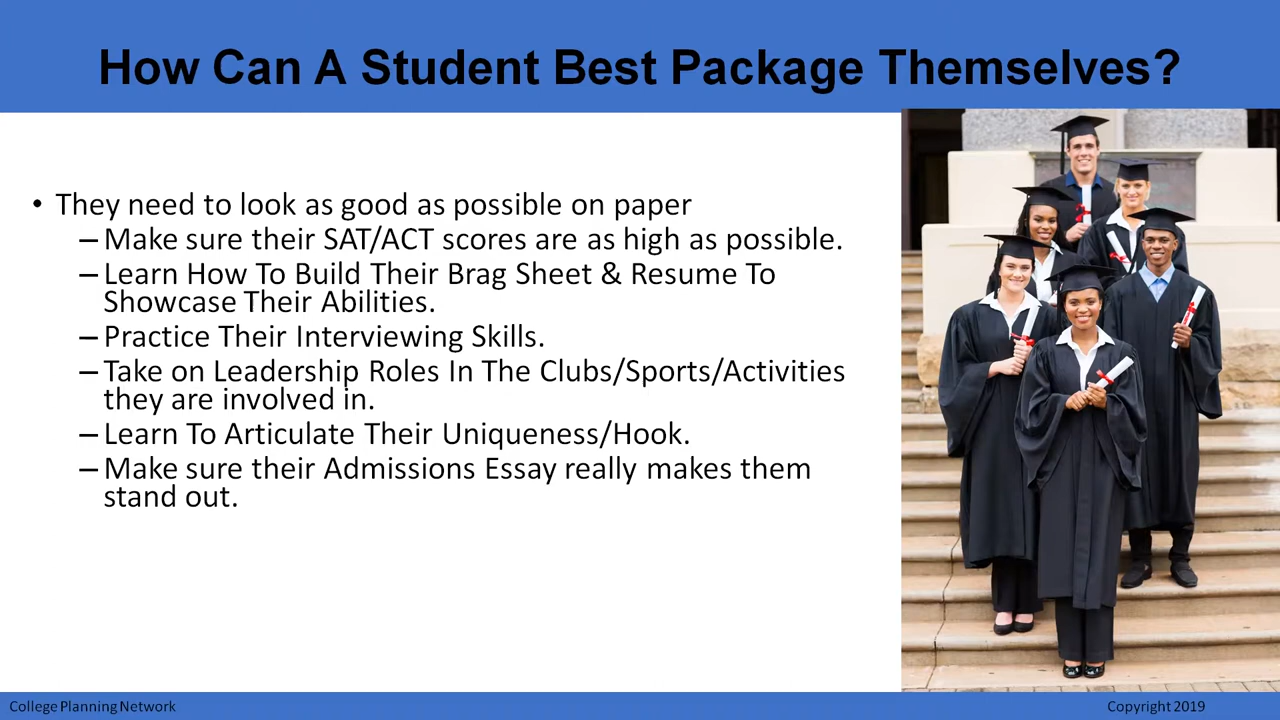 How Can A Student Best Package Themselves?
• They need to look as good as possible on paper
– Make sure their SAT/ACT scores are as high as possible.
– Learn How To Build Their Brag Sheet & Resume To
Showcase Their Abilities.
– Practice Their Interviewing Skills.
– Take on Leadership Roles In The Clubs/Sports/Activities
they are involved in.
– Learn To Articulate Their Uniqueness/Hook.
– Make sure their Admissions Essay really makes them
stand out.
College Planning Network
Copyright 2019